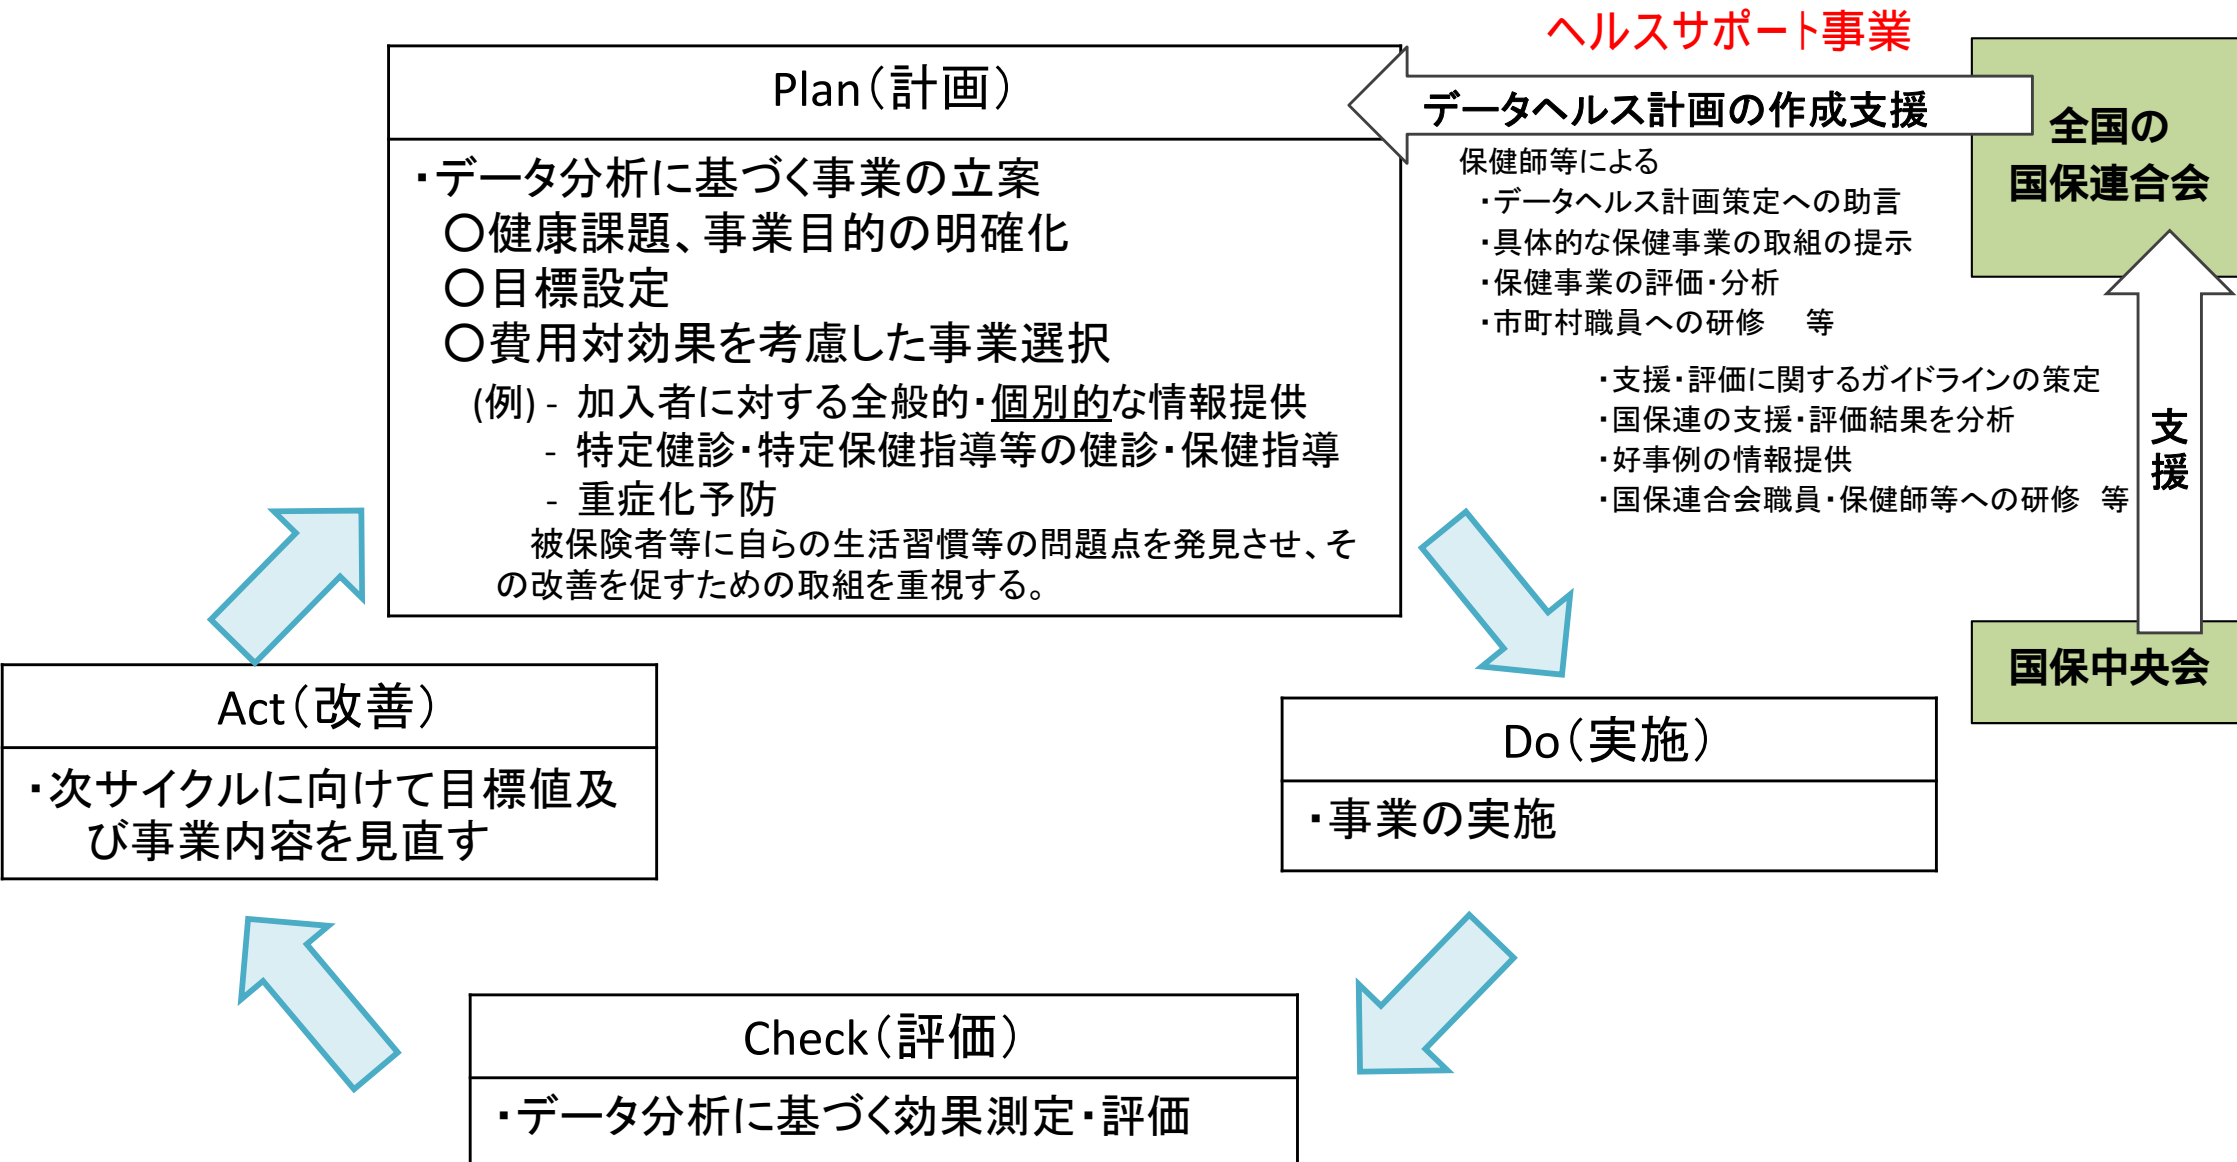 ヘルスサポート事業
Plan（計画）
・データ分析に基づく事業の立案
○健康課題、事業目的の明確化
○目標設定
○費用対効果を考慮した事業選択
(例) - 加入者に対する全般的・個別的な情報提供
- 特定健診・特定保健指導等の健診・保健指導
- 重症化予防
被保険者等に自らの生活習慣等の問題点を発見させ、そ
の改善を促すための取組を重視する。
データヘルス計画の作成支援
保健師等による
・データヘルス計画策定への助言
・具体的な保健事業の取組の提示
・保健事業の評価・分析
・市町村職員への研修　等
全国の
国保連合会
・支援・評価に関するガイドラインの策定
・国保連の支援・評価結果を分析
・好事例の情報提供
・国保連合会職員・保健師等への研修　等
支援
国保中央会
Act（改善）
・次サイクルに向けて目標値及
び事業内容を見直す
Do（実施）
・事業の実施
Check（評価）
・データ分析に基づく効果測定・評価